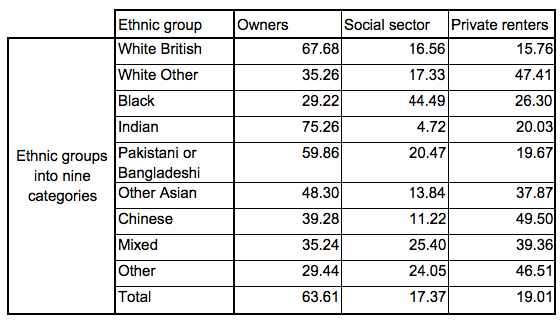 Ethnic group Owners Social sector Private renters
White British 67.68 16.56 15.76
White Other 35.26 17.33 47.41
Black 29.22 44.49 26.30
Indian 75.26 4.72 20.03
Ethnic groups into nine categories
Pakistani or 59.86 20.47 19.67
Bangladeshi
Other Asian 48.30 13.84 37.87
Chinese 39.28 11.22 49.50
Mixed 35.24 25.40 39.36
Other 29.44 24.05 46.51
Total 63.61 17.37 19.01